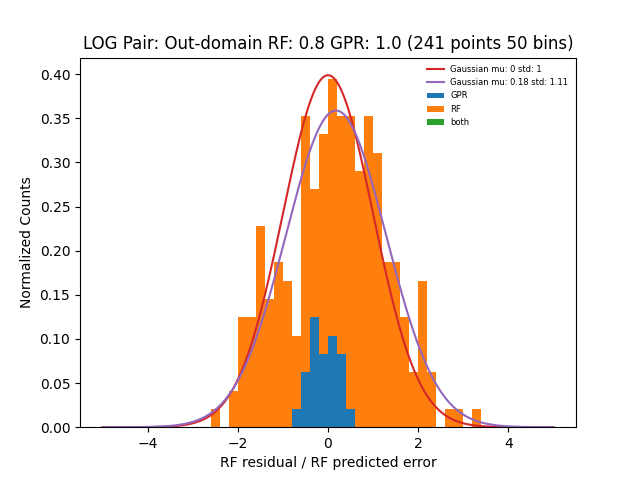 LOG Pair: Out-domain RF: 0.8 GPR: 1.0 (241 points 50 bins)
Gaussian mu: 0 std: 1
Gaussian mu: 0.18 std: 1.11
GPR
RF
both
Normalized Counts
0.40
0.35
0.30
0.25
0.20
0.15
0.10
0.05
0.00
−4 −2 0 2 4
RF residual / RF predicted error